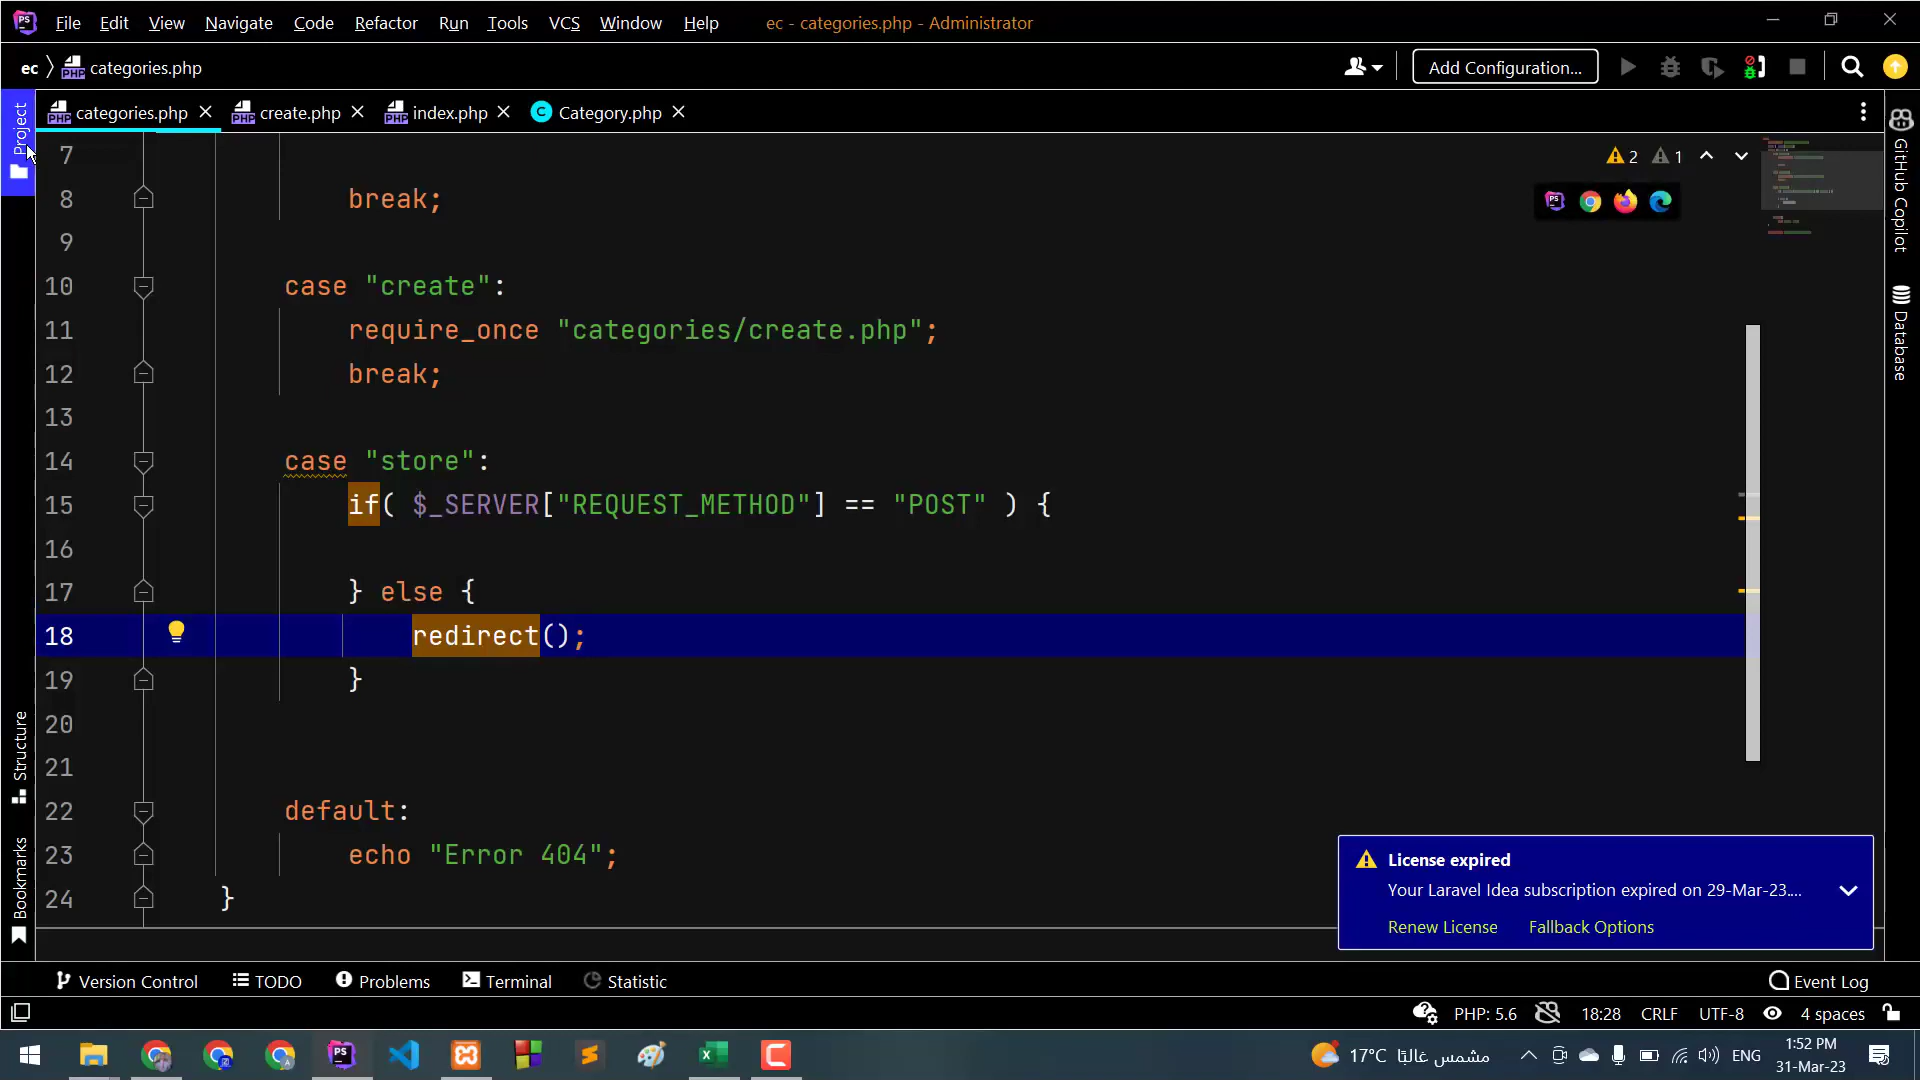 File Edit View Navigate Code Refactor Run Tools VCS Window Help ec - categories.php - Administrator
ec categories.php Add Configuration...
categories.php create.php index.php Category.php
Project
7
2 1
8 break;
9
10 case "create":
11 require_once "categories/create.php";
12 break;
13
14 case "store":
15 if( $_SERVER["REQUEST_METHOD"] == "POST" ) {
16
17 } else {
18 redirect();
19 }
20
21
22 default:
23 echo "Error 404";
24 }
GitHub Copilot
Database
Structure
Bookmarks
License expired
Your Laravel Idea subscription expired on 29-Mar-23....
Renew License Fallback Options
Version Control TODO Problems Terminal Statistic Event Log
PHP: 5.6 18:28 CRLF UTF-8 4 spaces
17°C مشمس غالبًا ENG 1:52 PM
31-Mar-23